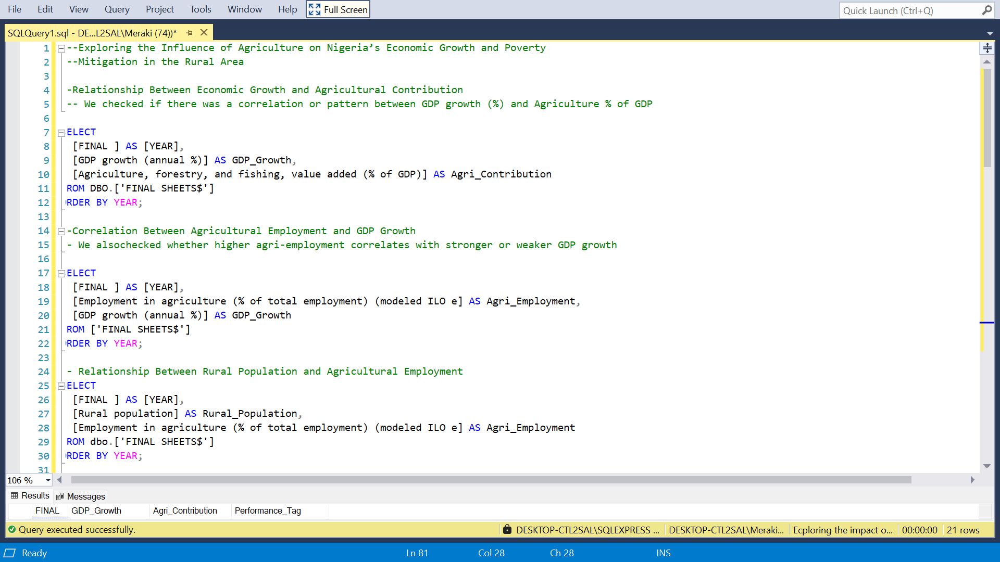 File Edit View Query Project Tools Window Help Full Screen
Quick Launch (Ctrl+Q)
SQLQuery1.sql - DE...L2SAL\Meraki (74))*
1 --Exploring the Influence of Agriculture on Nigeria’s Economic Growth and Poverty
2 --Mitigation in the Rural Area
3
4 -Relationship Between Economic Growth and Agricultural Contribution
5 -- We checked if there was a correlation or pattern between GDP growth (%) and Agriculture % of GDP
6
7 ELECT
8 [FINAL ] AS [YEAR],
9 [GDP growth (annual %)] AS GDP_Growth,
10 [Agriculture, forestry, and fishing, value added (% of GDP)] AS Agri_Contribution
11 ROM DBO.['FINAL SHEETS$']
12 RDER BY YEAR;
13
14 -Correlation Between Agricultural Employment and GDP Growth
15 - We alsochecked whether higher agri-employment correlates with stronger or weaker GDP growth
16
17 ELECT
18 [FINAL ] AS [YEAR],
19 [Employment in agriculture (% of total employment) (modeled ILO e] AS Agri_Employment,
20 [GDP growth (annual %)] AS GDP_Growth
21 ROM ['FINAL SHEETS$']
22 RDER BY YEAR;
23
24 - Relationship Between Rural Population and Agricultural Employment
25 ELECT
26 [FINAL ] AS [YEAR],
27 [Rural population] AS Rural_Population,
28 [Employment in agriculture (% of total employment) (modeled ILO e] AS Agri_Employment
29 ROM dbo.['FINAL SHEETS$']
30 RDER BY YEAR;
31
106 %
Results Messages
FINAL GDP_Growth Agri_Contribution Performance_Tag
Query executed successfully. DESKTOP-CTL2SAL\SQLEXPRESS ... DESKTOP-CTL2SAL\Meraki... Ecploring the impact o... 00:00:00 21 rows
Ready Ln 81 Col 28 Ch 28 INS